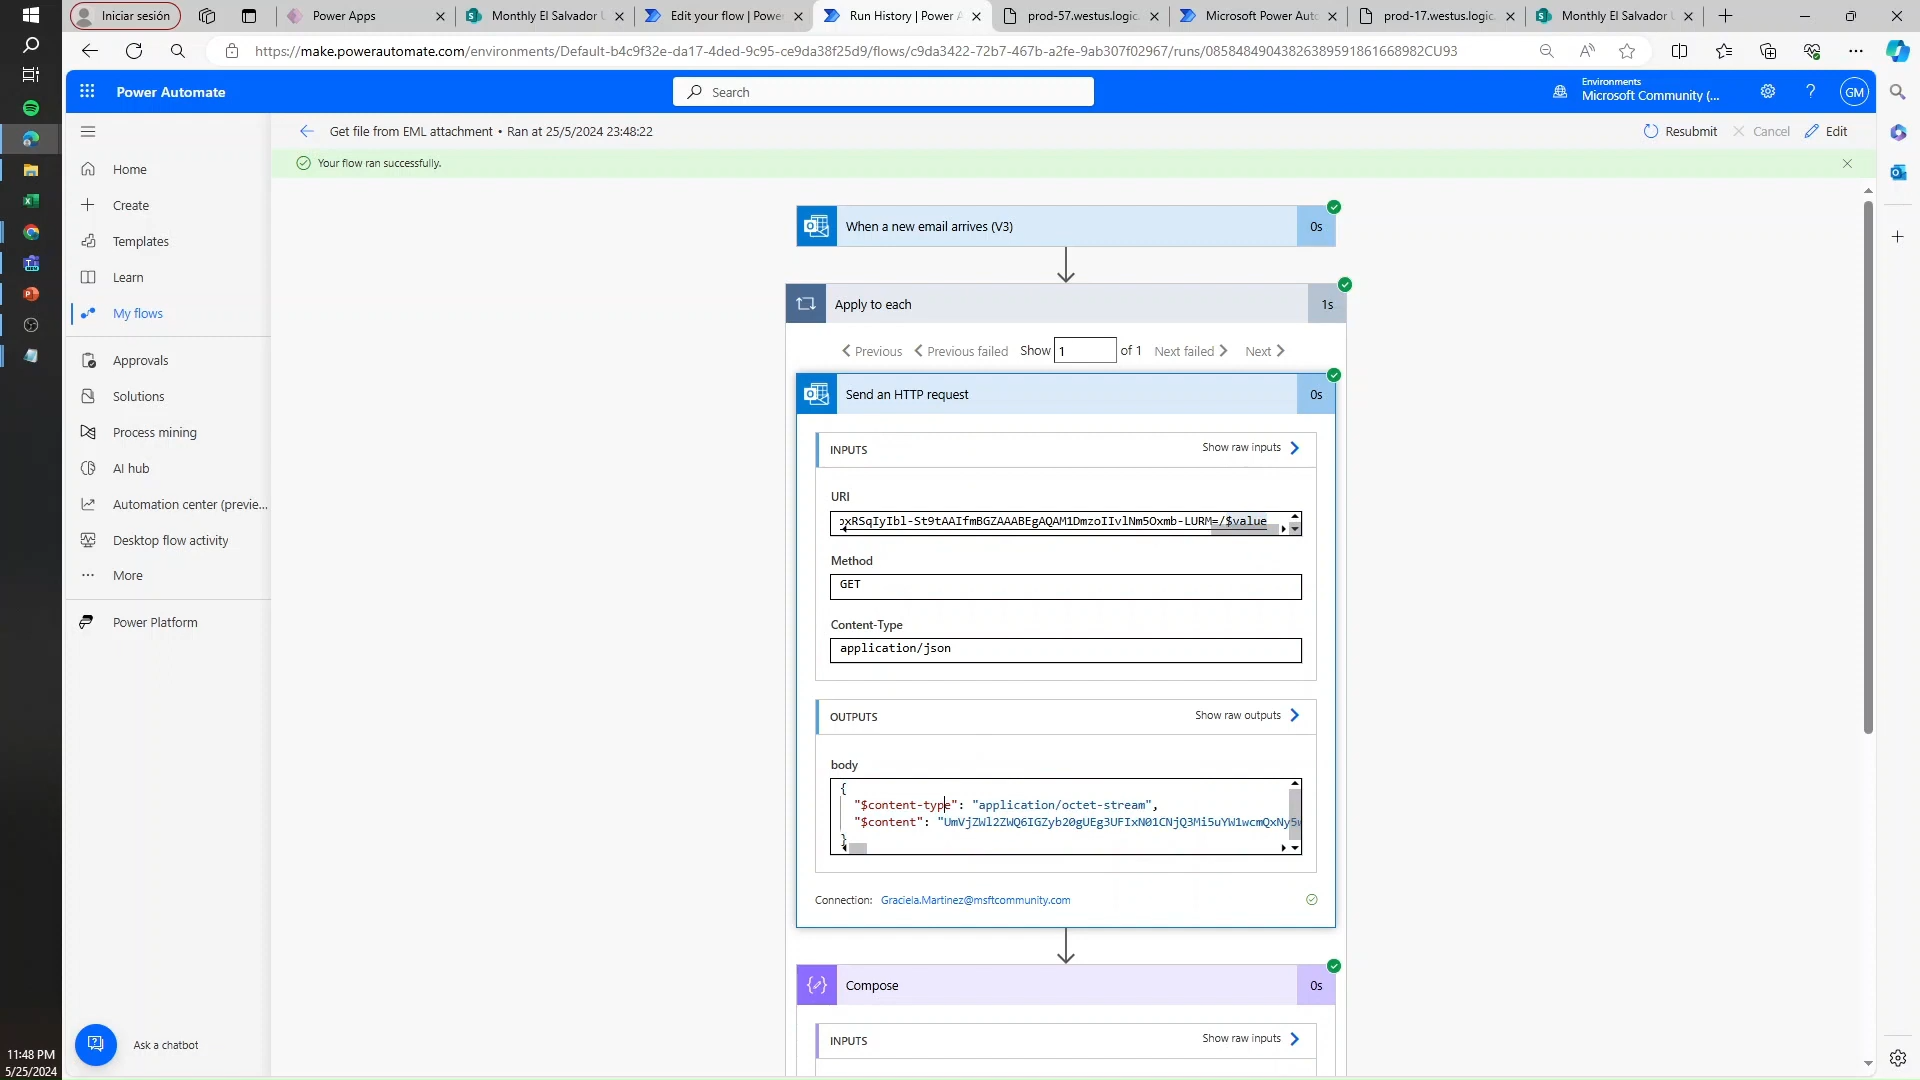 Iniciar sesión
Power Apps
Monthly El Salvador U
Edit your flow | Powe
Run History | Power A
prod-57.westus.logic.
Microsoft Power Auto
prod-17.westus.logic.
Monthly El Salvador U
https://make.powerautomate.com/environments/Default-b4c9f32e-da17-4ded-9c95-ce9da38f25d9/flows/c9da3422-72b7-467b-a2fe-9ab307f02967/runs/08584849043826389591861668982CU93
Power Automate
Search
Environments
Microsoft Community (...
GM
Get file from EML attachment • Ran at 25/5/2024 23:48:22
Resubmit
Cancel
Edit
Your flow ran successfully.
Home
Create
Templates
Learn
My flows
Approvals
Solutions
Process mining
AI hub
Automation center (previe...
Desktop flow activity
More
Power Platform
Ask a chatbot
When a new email arrives (V3)
0s
Apply to each
1s
Previous
Previous failed
Show
1
of 1
Next failed
Next
Send an HTTP request
0s
INPUTS
Show raw inputs
URI
xRSqIyIbl-St9tAAIfmBGZAAABEgAQAM1DmzoIIvlNm5Oxmb-LURM=/$value
Method
GET
Content-Type
application/json
OUTPUTS
Show raw outputs
body
{
"$content-type": "application/octet-stream",
"$content": "UmVjZWl2ZWQ6IGZyb20gUEg3UFIxN01CNjQ3Mi5uYW1wcmQxNy5
}
Connection: Graciela.Martinez@msftcommunity.com
Compose
0s
INPUTS
Show raw inputs
11:48 PM
5/25/2024